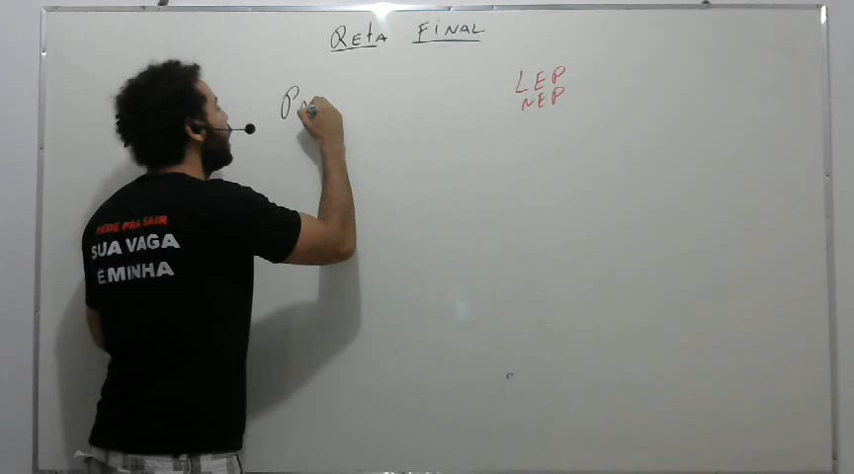 Reta Final
LEP
NEP
PEDE PRA SAIR
SUA VAGA
E MINHA